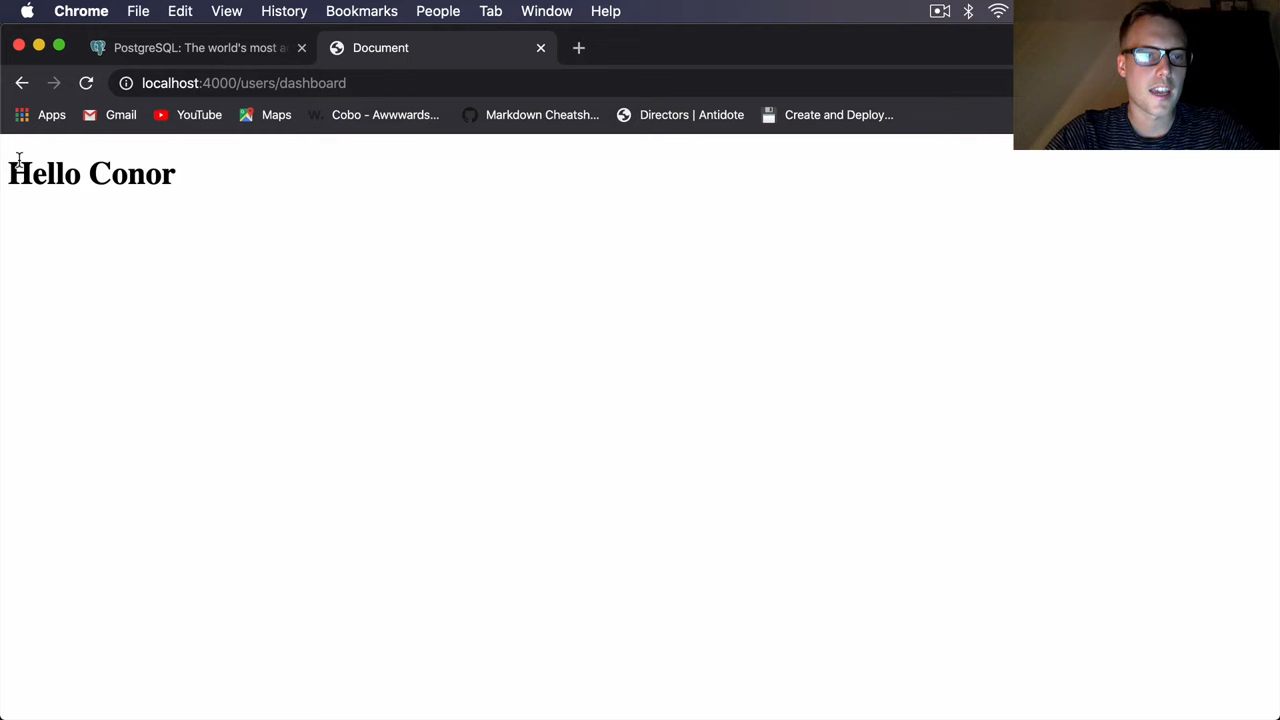 Chrome File Edit View History Bookmarks People Tab Window Help
PostgreSQL: The world's most a
Document
localhost:4000/users/dashboard
Apps Gmail YouTube Maps Cobo - Awwwards... Markdown Cheatsh... Directors | Antidote Create and Deploy...
Hello Conor